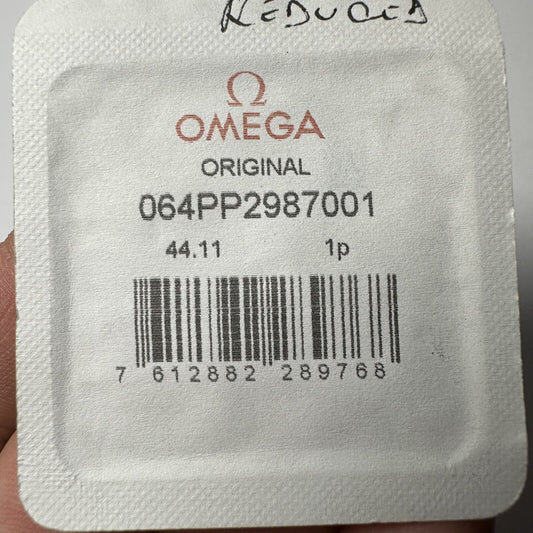 REDUCED
Ω
OMEGA
ORIGINAL
064PP2987001
44.11 1p
7 612882 289768